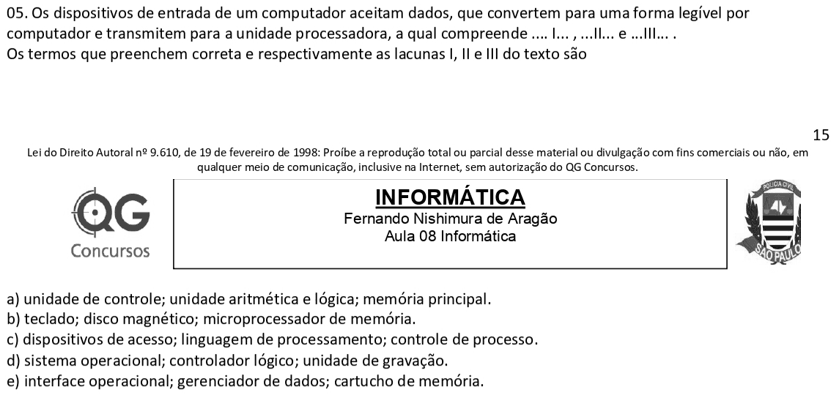 05. Os dispositivos de entrada de um computador aceitam dados, que convertem para uma forma legível por
computador e transmitem para a unidade processadora, a qual compreende .... I... , ...II... e ...III... .
Os termos que preenchem correta e respectivamente as lacunas I, II e III do texto são
15
Lei do Direito Autoral nº 9.610, de 19 de fevereiro de 1998: Proíbe a reprodução total ou parcial desse material ou divulgação com fins comerciais ou não, em
qualquer meio de comunicação, inclusive na Internet, sem autorização do QG Concursos.
QG
Concursos
INFORMÁTICA
Fernando Nishimura de Aragão
Aula 08 Informática
POLÍCIA CIVIL
SÃO PAULO
a) unidade de controle; unidade aritmética e lógica; memória principal.
b) teclado; disco magnético; microprocessador de memória.
c) dispositivos de acesso; linguagem de processamento; controle de processo.
d) sistema operacional; controlador lógico; unidade de gravação.
e) interface operacional; gerenciador de dados; cartucho de memória.